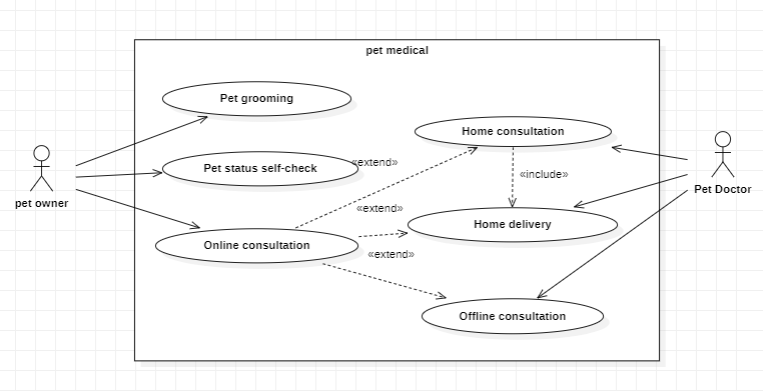 pet medical
Pet grooming
Home consultation
Pet status self-check
«extend»
«include»
pet owner
Pet Doctor
«extend»
Home delivery
Online consultation
«extend»
Offline consultation